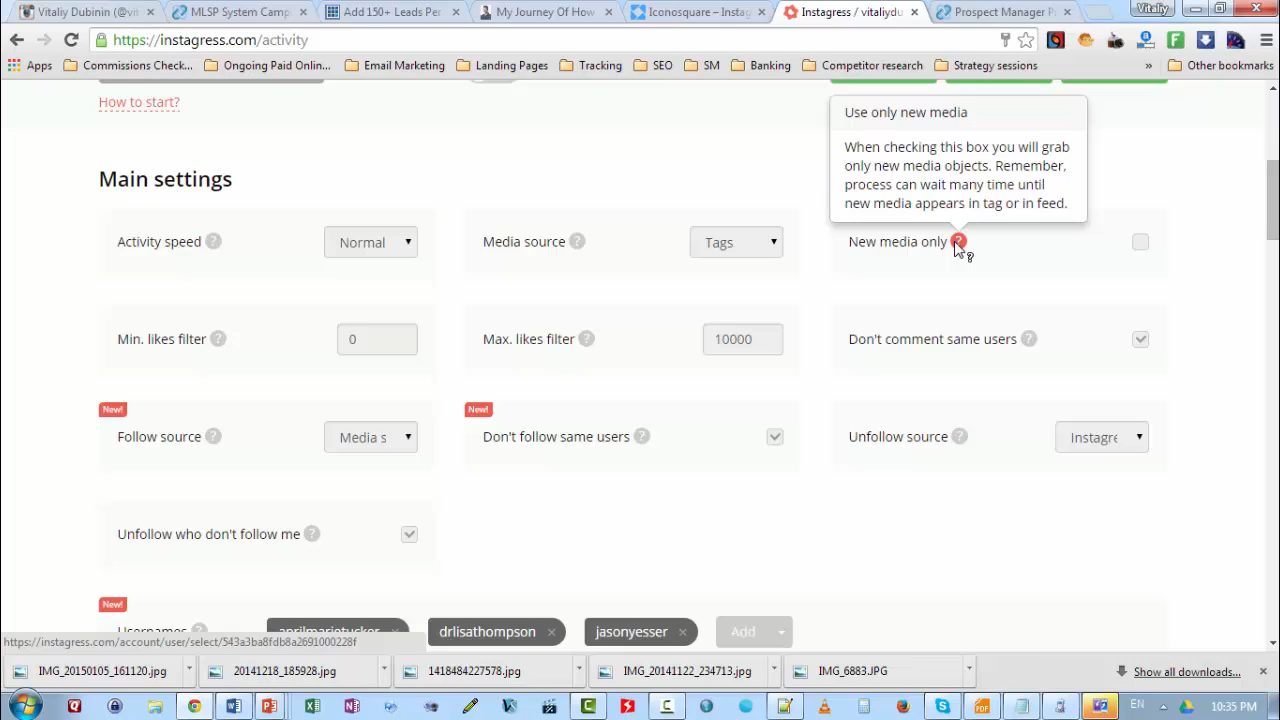 Vitaliy Dubinin (@vit
MLSP System Camp
Add 150+ Leads Per
My Journey Of How
Iconosquare – Instag
Instagress / vitaliydu
Prospect Manager P
Vitaliy
https://instagress.com/activity
Apps
Commissions Check...
Ongoing Paid Onlin...
Email Marketing
Landing Pages
Tracking
SEO
SM
Banking
Competitor research
Strategy sessions
»
Other bookmarks
How to start?
Use only new media
When checking this box you will grab
only new media objects. Remember,
process can wait many time until
new media appears in tag or in feed.
Main settings
Activity speed ?
Normal
Media source ?
Tags
New media only ?
Min. likes filter ?
0
Max. likes filter ?
10000
Don't comment same users ?
New!
Follow source ?
Media s
New!
Don't follow same users ?
Unfollow source ?
Instagre
Unfollow who don't follow me ?
New!
Usernames ?
aprilmarietucker ×
drlisathompson ×
jasonyesser ×
Add
https://instagress.com/account/user/select/543a3ba8fdb8a2691000228f
IMG_20150105_161120.jpg
20141218_185928.jpg
1418484227578.jpg
IMG_20141122_234713.jpg
IMG_6883.JPG
Show all downloads...
EN
10:35 PM